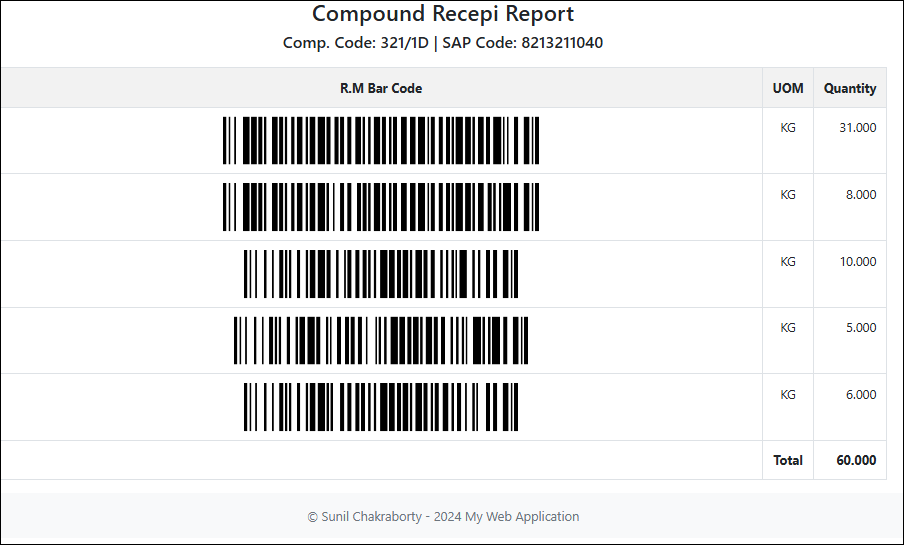 Compound Recepi Report
Comp. Code: 321/1D | SAP Code: 8213211040
R.M Bar Code UOM Quantity
KG 31.000
KG 8.000
KG 10.000
KG 5.000
KG 6.000
Total 60.000
© Sunil Chakraborty - 2024 My Web Application